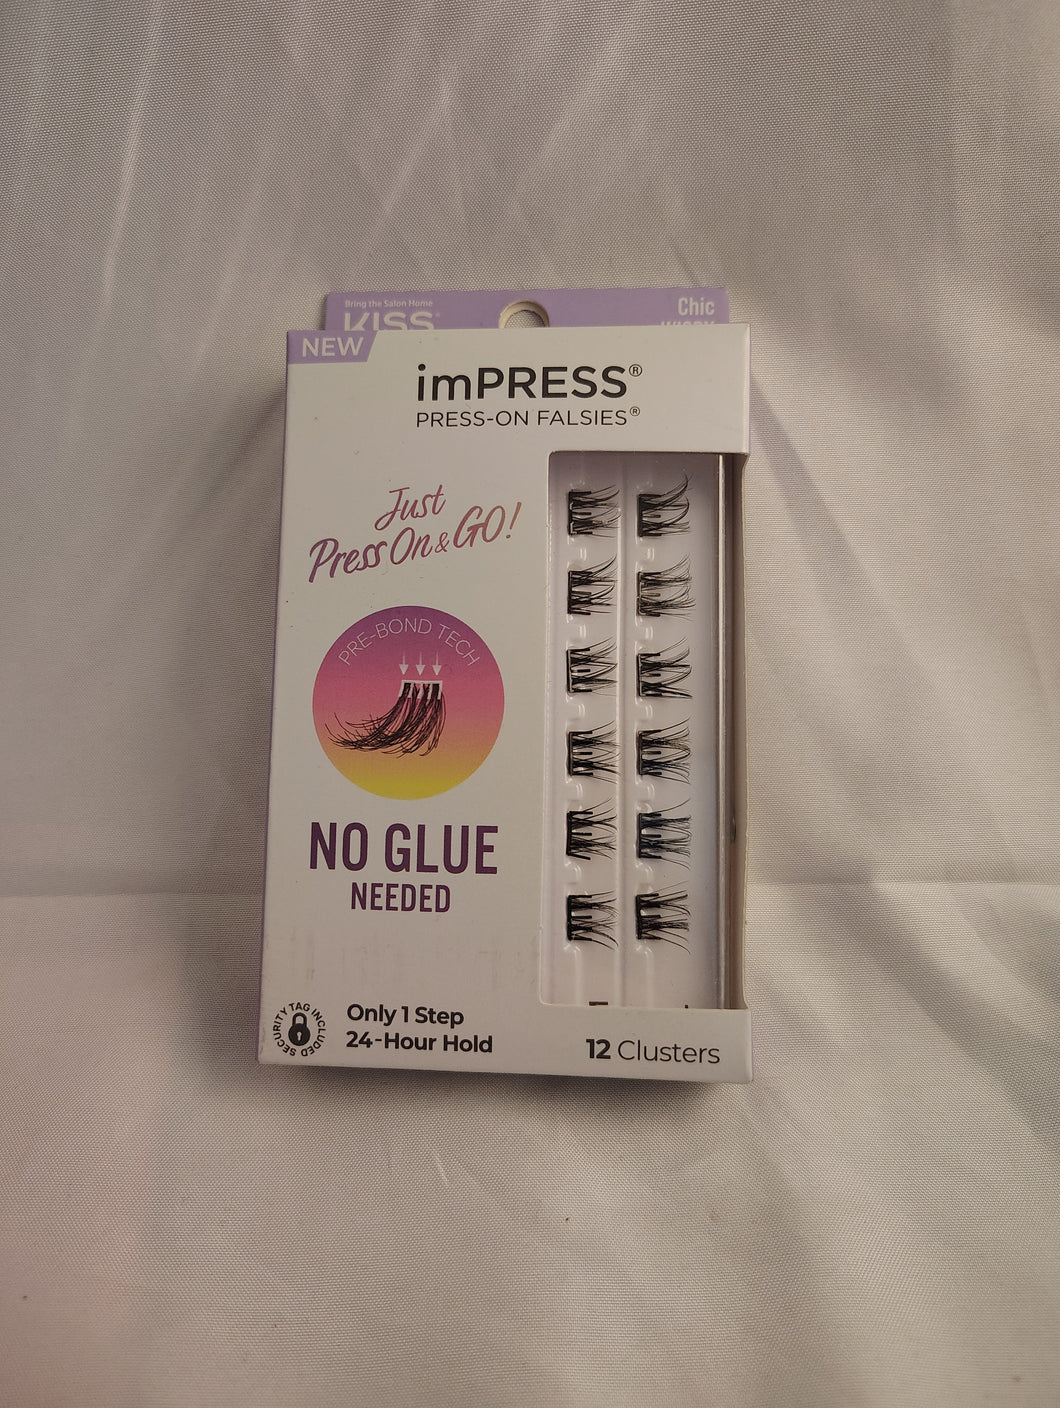 Bring the Salon Home
KISS®
Chic
NEW
imPRESS®
PRESS-ON FALSIES®
Just
Press On & GO!
PRE-BOND TECH
NO GLUE
NEEDED
SECURITY TAG INCLUDED
Only 1 Step
24-Hour Hold
12 Clusters